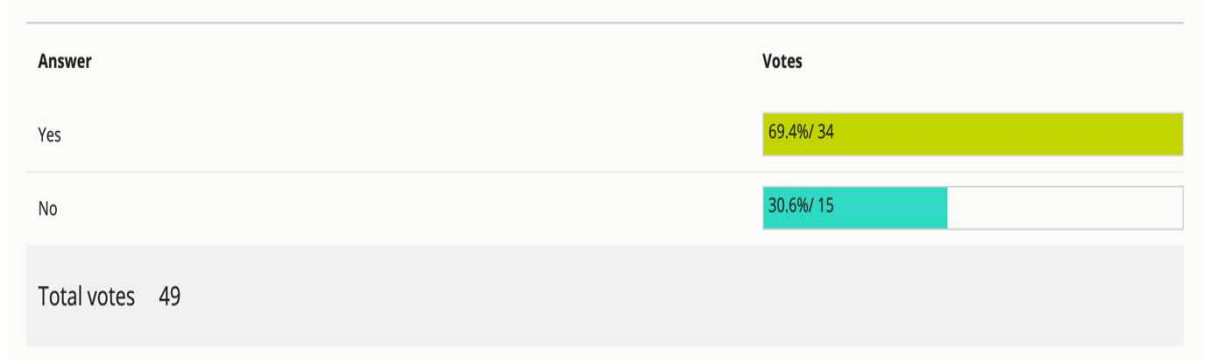 Answer Votes
Yes 69.4%/ 34
No 30.6%/ 15
Total votes 49